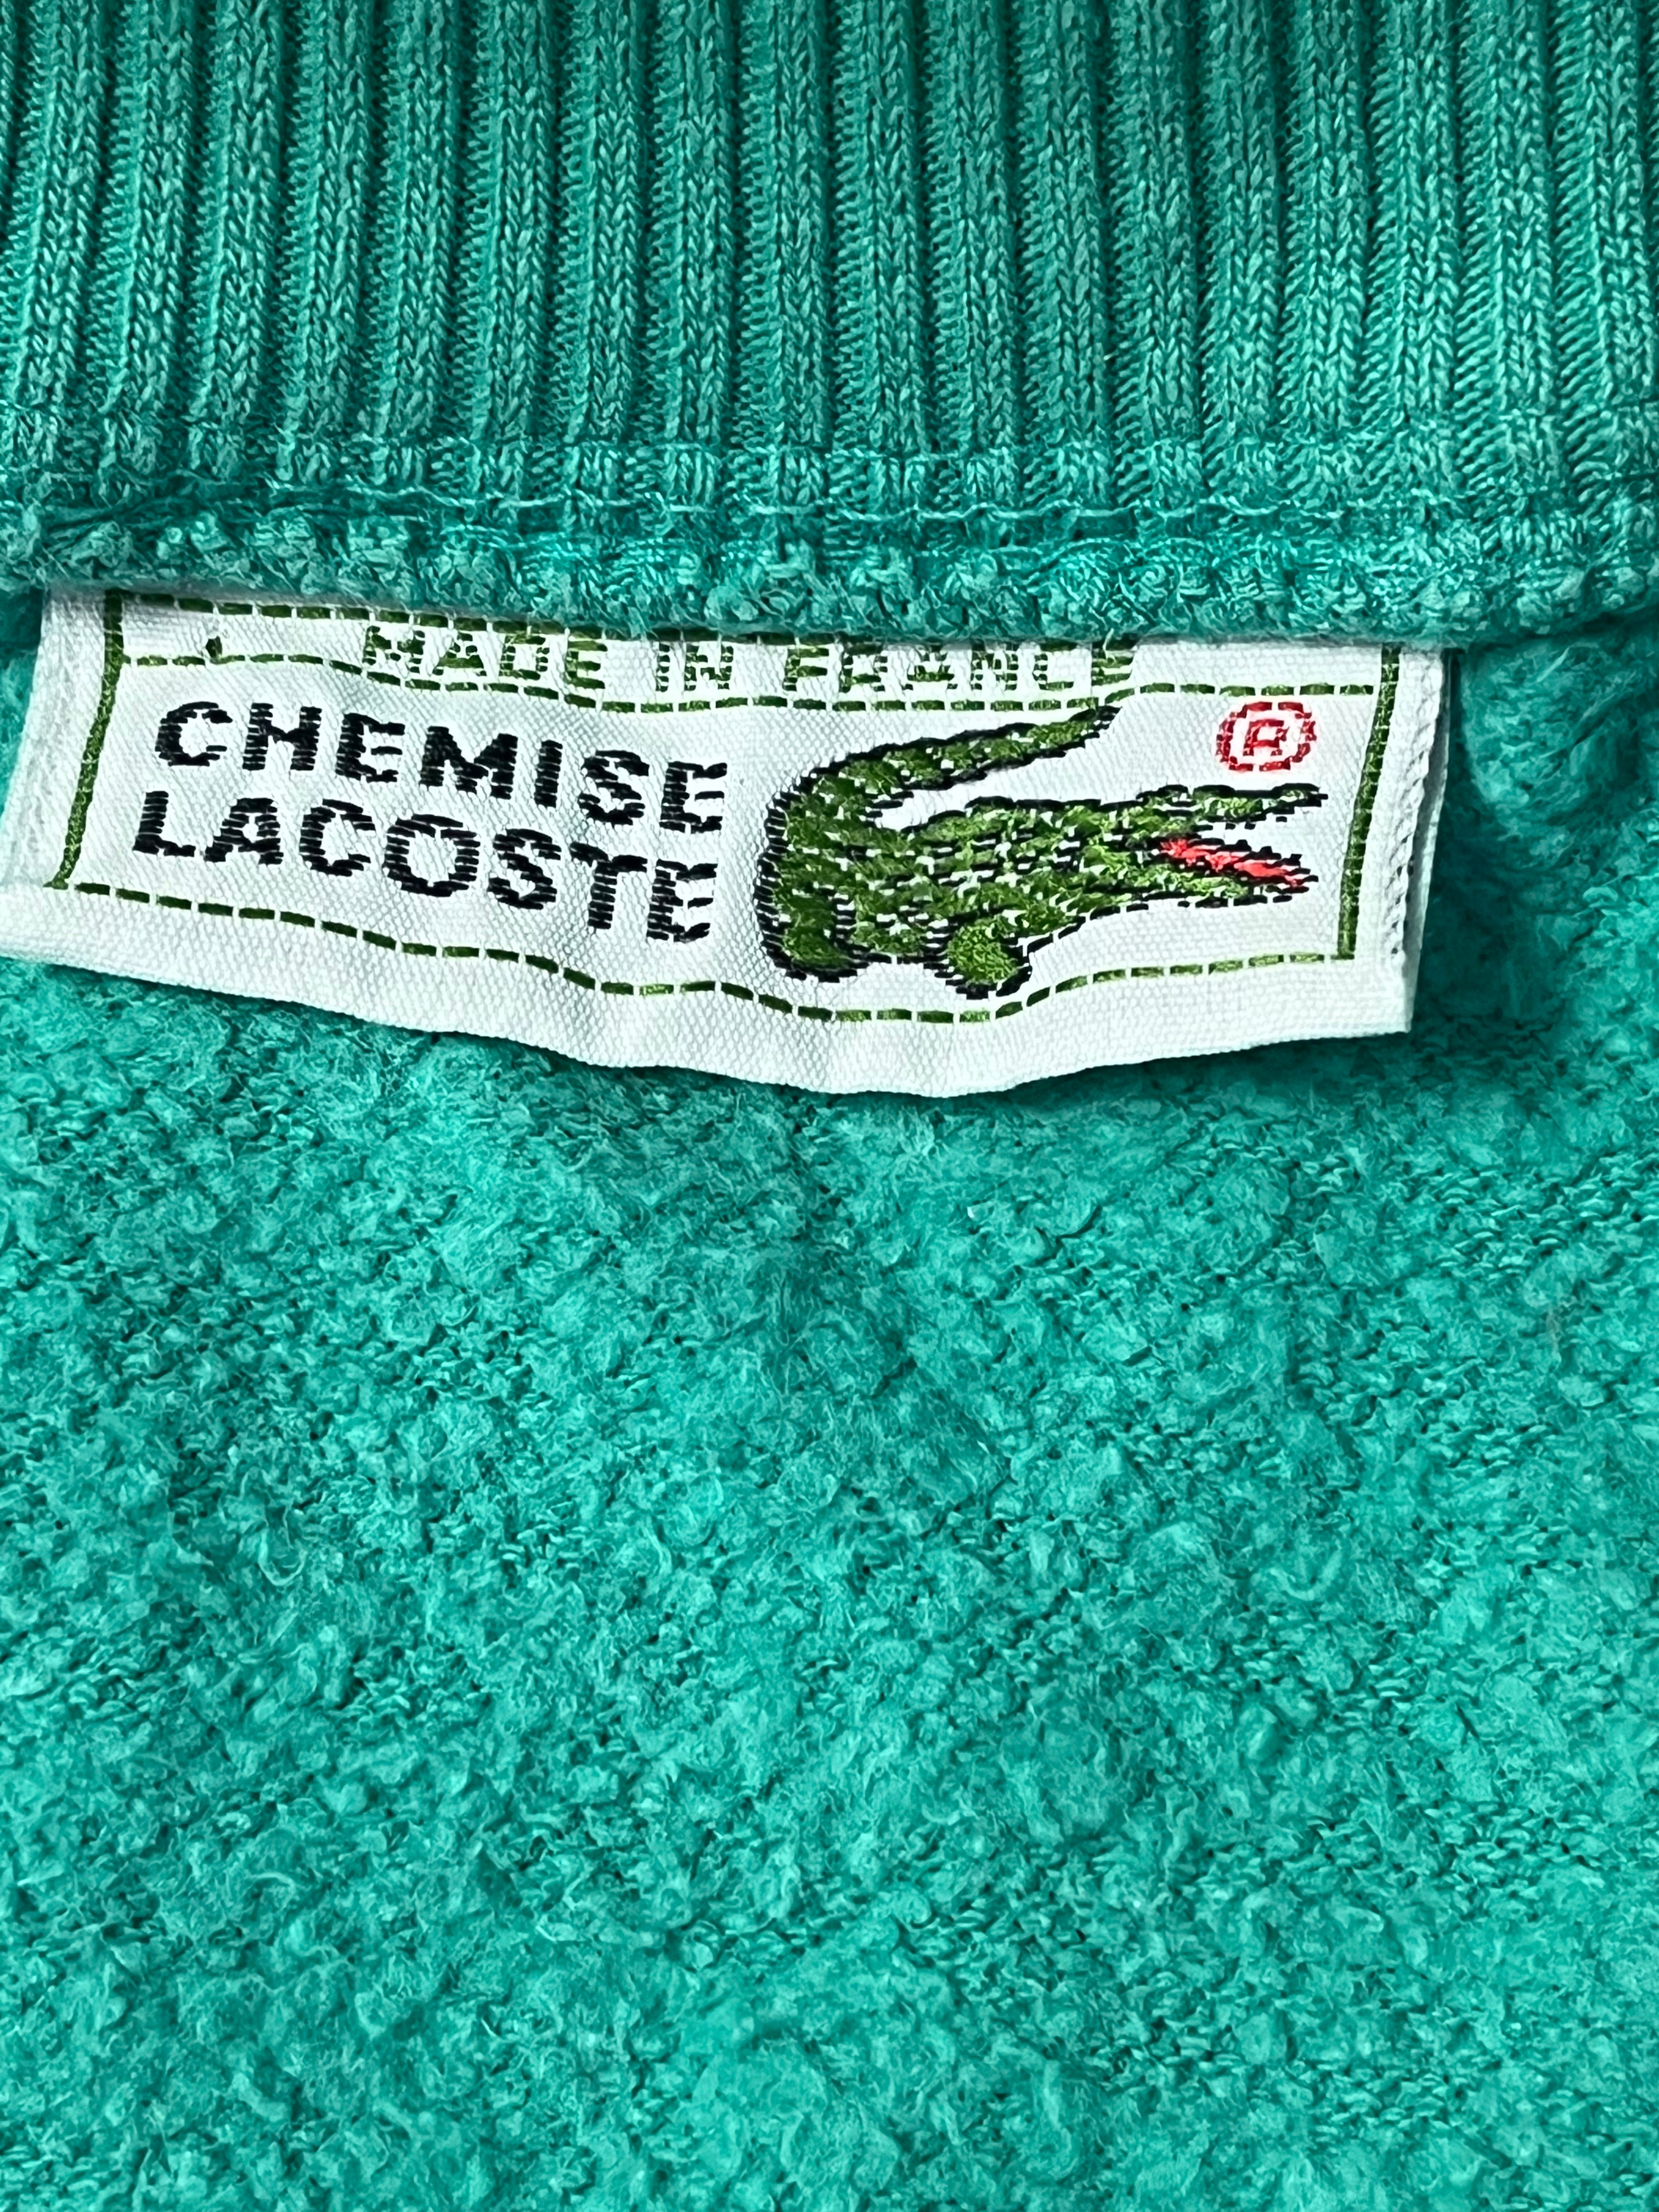 MADE IN FRANCE
CHEMISE
LACOSTE
®